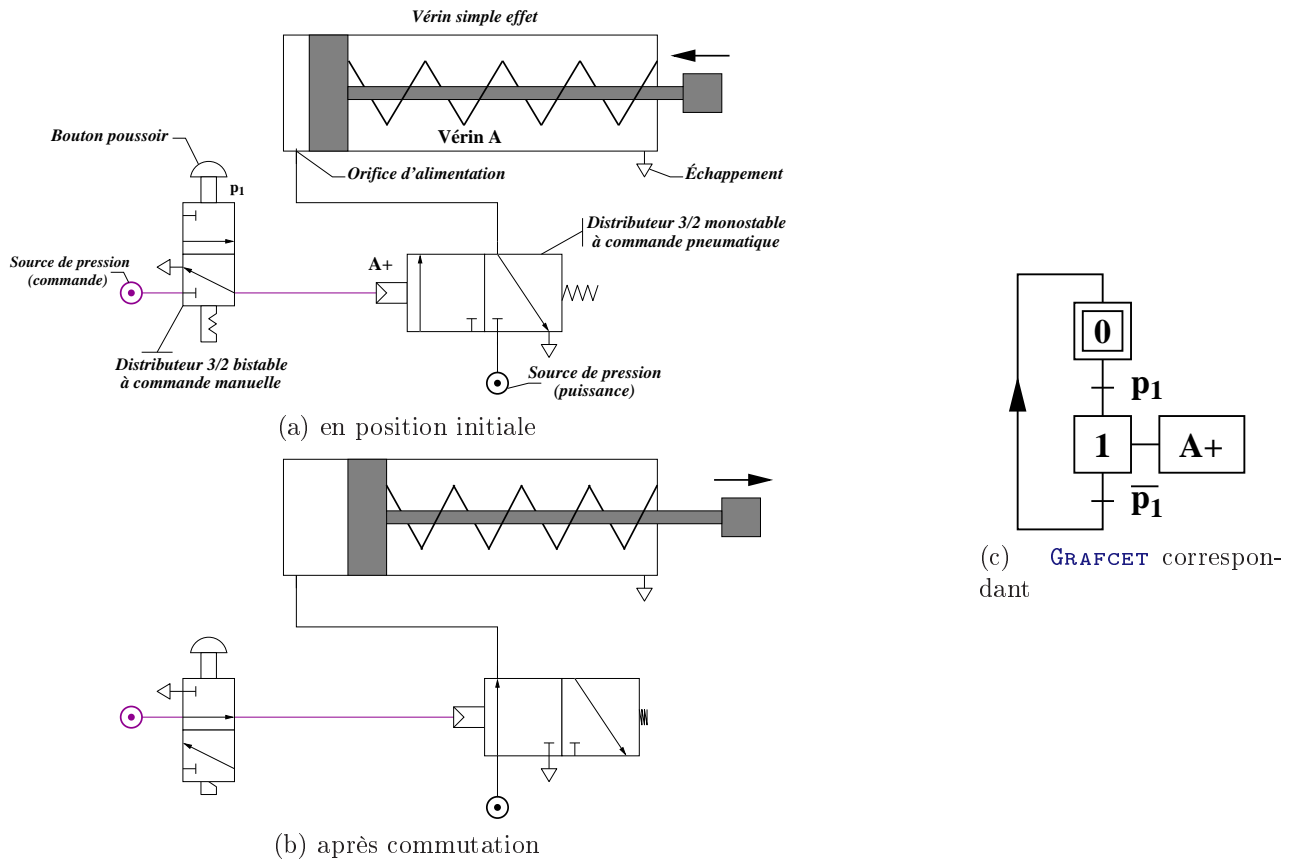 Vérin simple effet
Vérin A
Bouton poussoir
p1
Orifice d'alimentation
Échappement
Distributeur 3/2 monostable
à commande pneumatique
Source de pression
(commande)
A+
Distributeur 3/2 bistable
à commande manuelle
Source de pression
(puissance)
(a) en position initiale
(b) après commutation
0
p1
1
A+
p̅1
(c) GRAFCET correspon-
dant